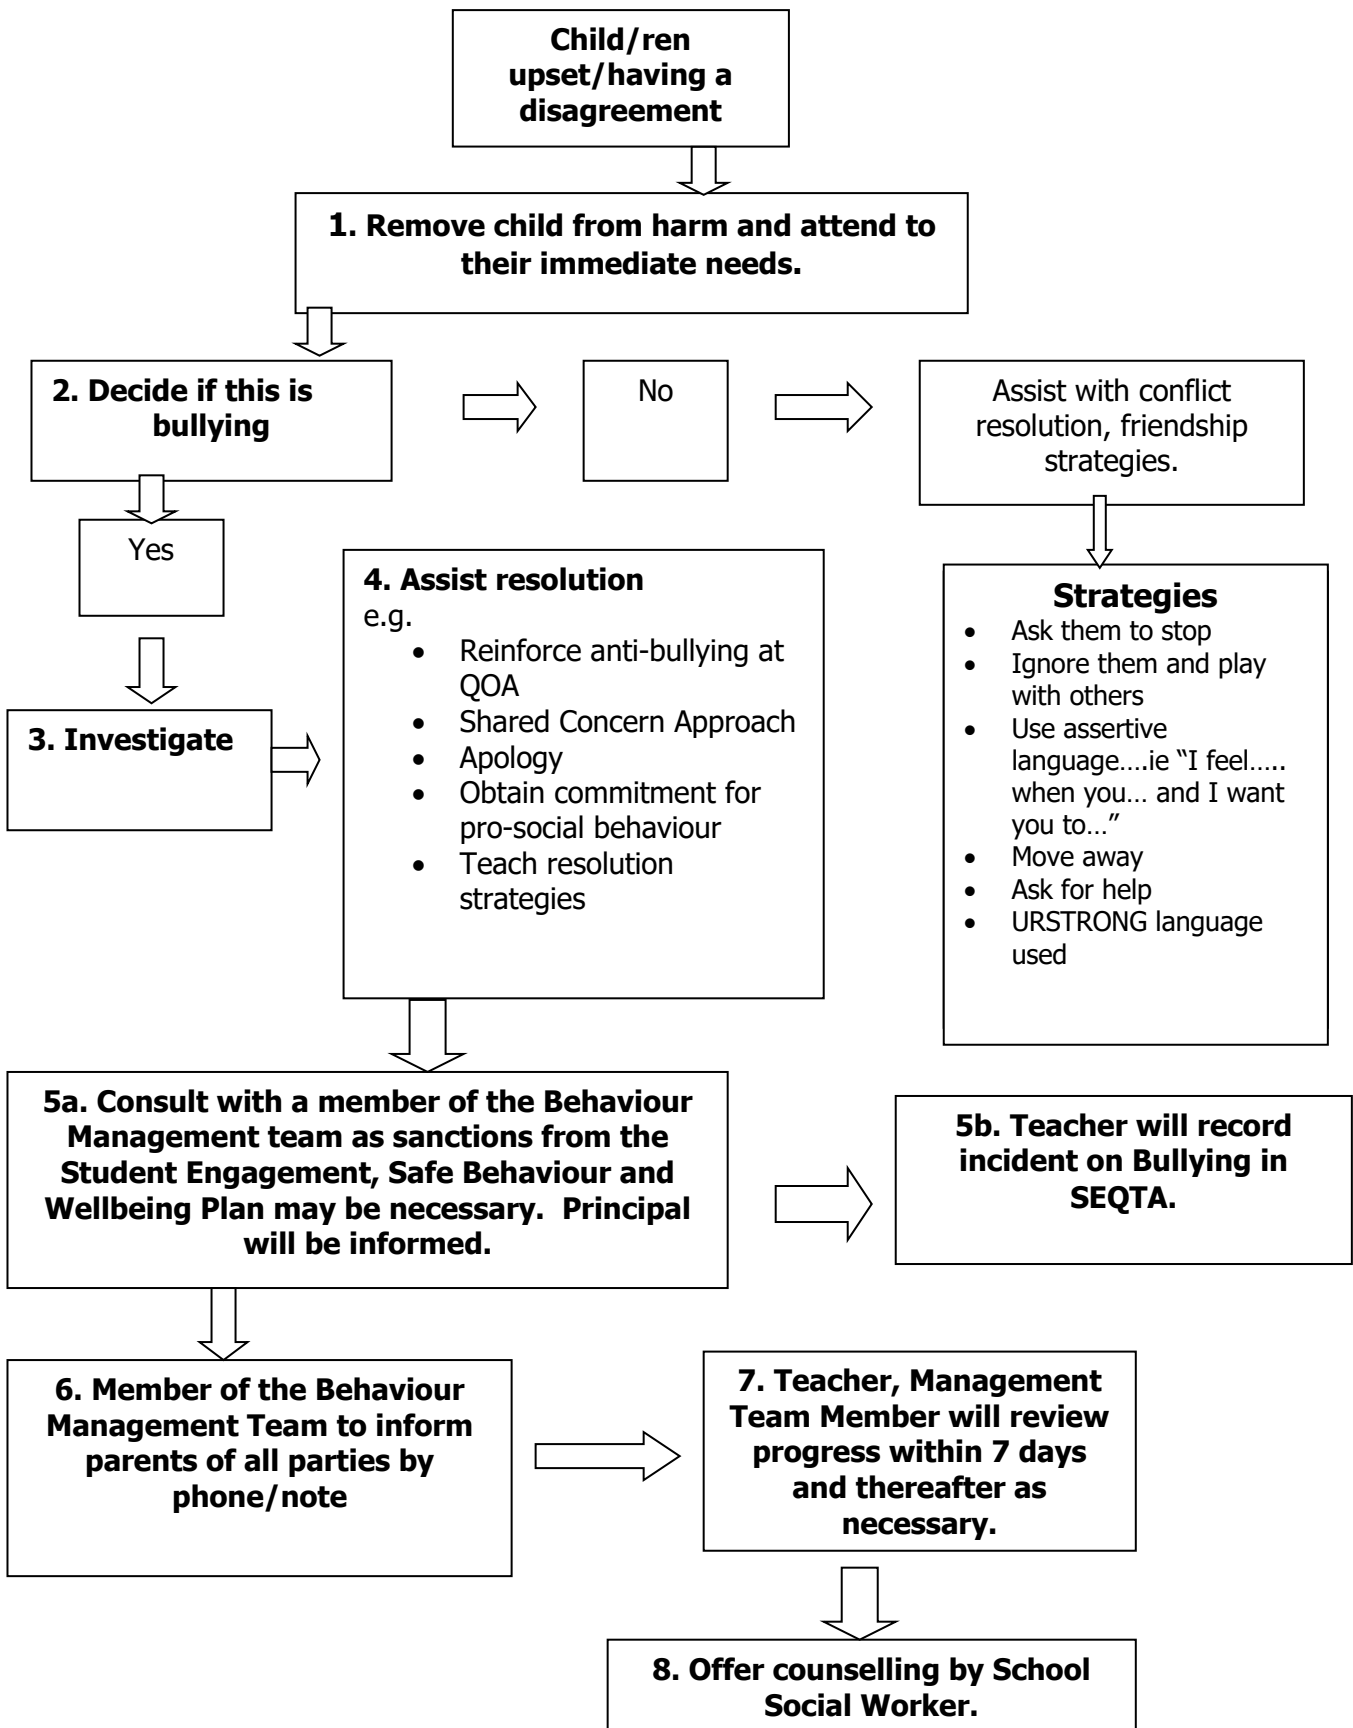 Child/ren
upset/having a
disagreement
1. Remove child from harm and attend to
their immediate needs.
2. Decide if this is
bullying
No
Assist with conflict
resolution, friendship
strategies.
Yes
3. Investigate
4. Assist resolution
e.g.
• Reinforce anti-bullying at
QOA
• Shared Concern Approach
• Apology
• Obtain commitment for
pro-social behaviour
• Teach resolution
strategies
Strategies
• Ask them to stop
• Ignore them and play
with others
• Use assertive
language….ie “I feel…..
when you… and I want
you to…”
• Move away
• Ask for help
• URSTRONG language
used
5a. Consult with a member of the Behaviour
Management team as sanctions from the
Student Engagement, Safe Behaviour and
Wellbeing Plan may be necessary.  Principal
will be informed.
5b. Teacher will record
incident on Bullying in
SEQTA.
6. Member of the Behaviour
Management Team to inform
parents of all parties by
phone/note
7. Teacher, Management
Team Member will review
progress within 7 days
and thereafter as
necessary.
8. Offer counselling by School
Social Worker.